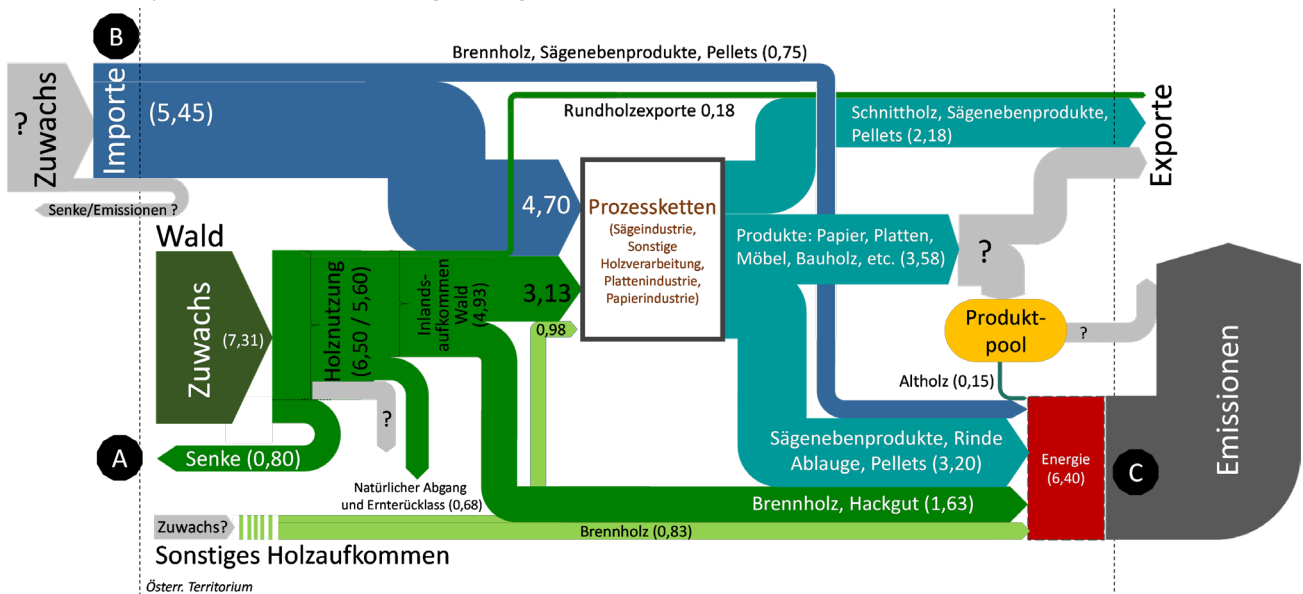 B
Brennholz, Sägenebenprodukte, Pellets (0,75)
?
Zuwachs
Importe
(5,45)
Rundholzexporte 0,18
Schnittholz, Sägenebenprodukte,
Pellets (2,18)
Exporte
Senke/Emissionen ?
4,70
Prozessketten
(Sägeindustrie,
Sonstige
Holzverarbeitung,
Plattenindustrie,
Papierindustrie)
Produkte: Papier, Platten,
Möbel, Bauholz, etc. (3,58)
?
Wald
Zuwachs
(7,31)
Holznutzung
(6,50 / 5,60)
Inlands-
aufkommen
Wald
(4,93)
3,13
0,98
Produkt-
pool
?
Altholz (0,15)
Emissionen
?
A
Senke (0,80)
Sägenebenprodukte, Rinde
Ablauge, Pellets (3,20)
Energie
(6,40)
C
Natürlicher Abgang
und Ernterücklass (0,68)
Brennholz, Hackgut (1,63)
Zuwachs?
Brennholz (0,83)
Sonstiges Holzaufkommen
Österr. Territorium